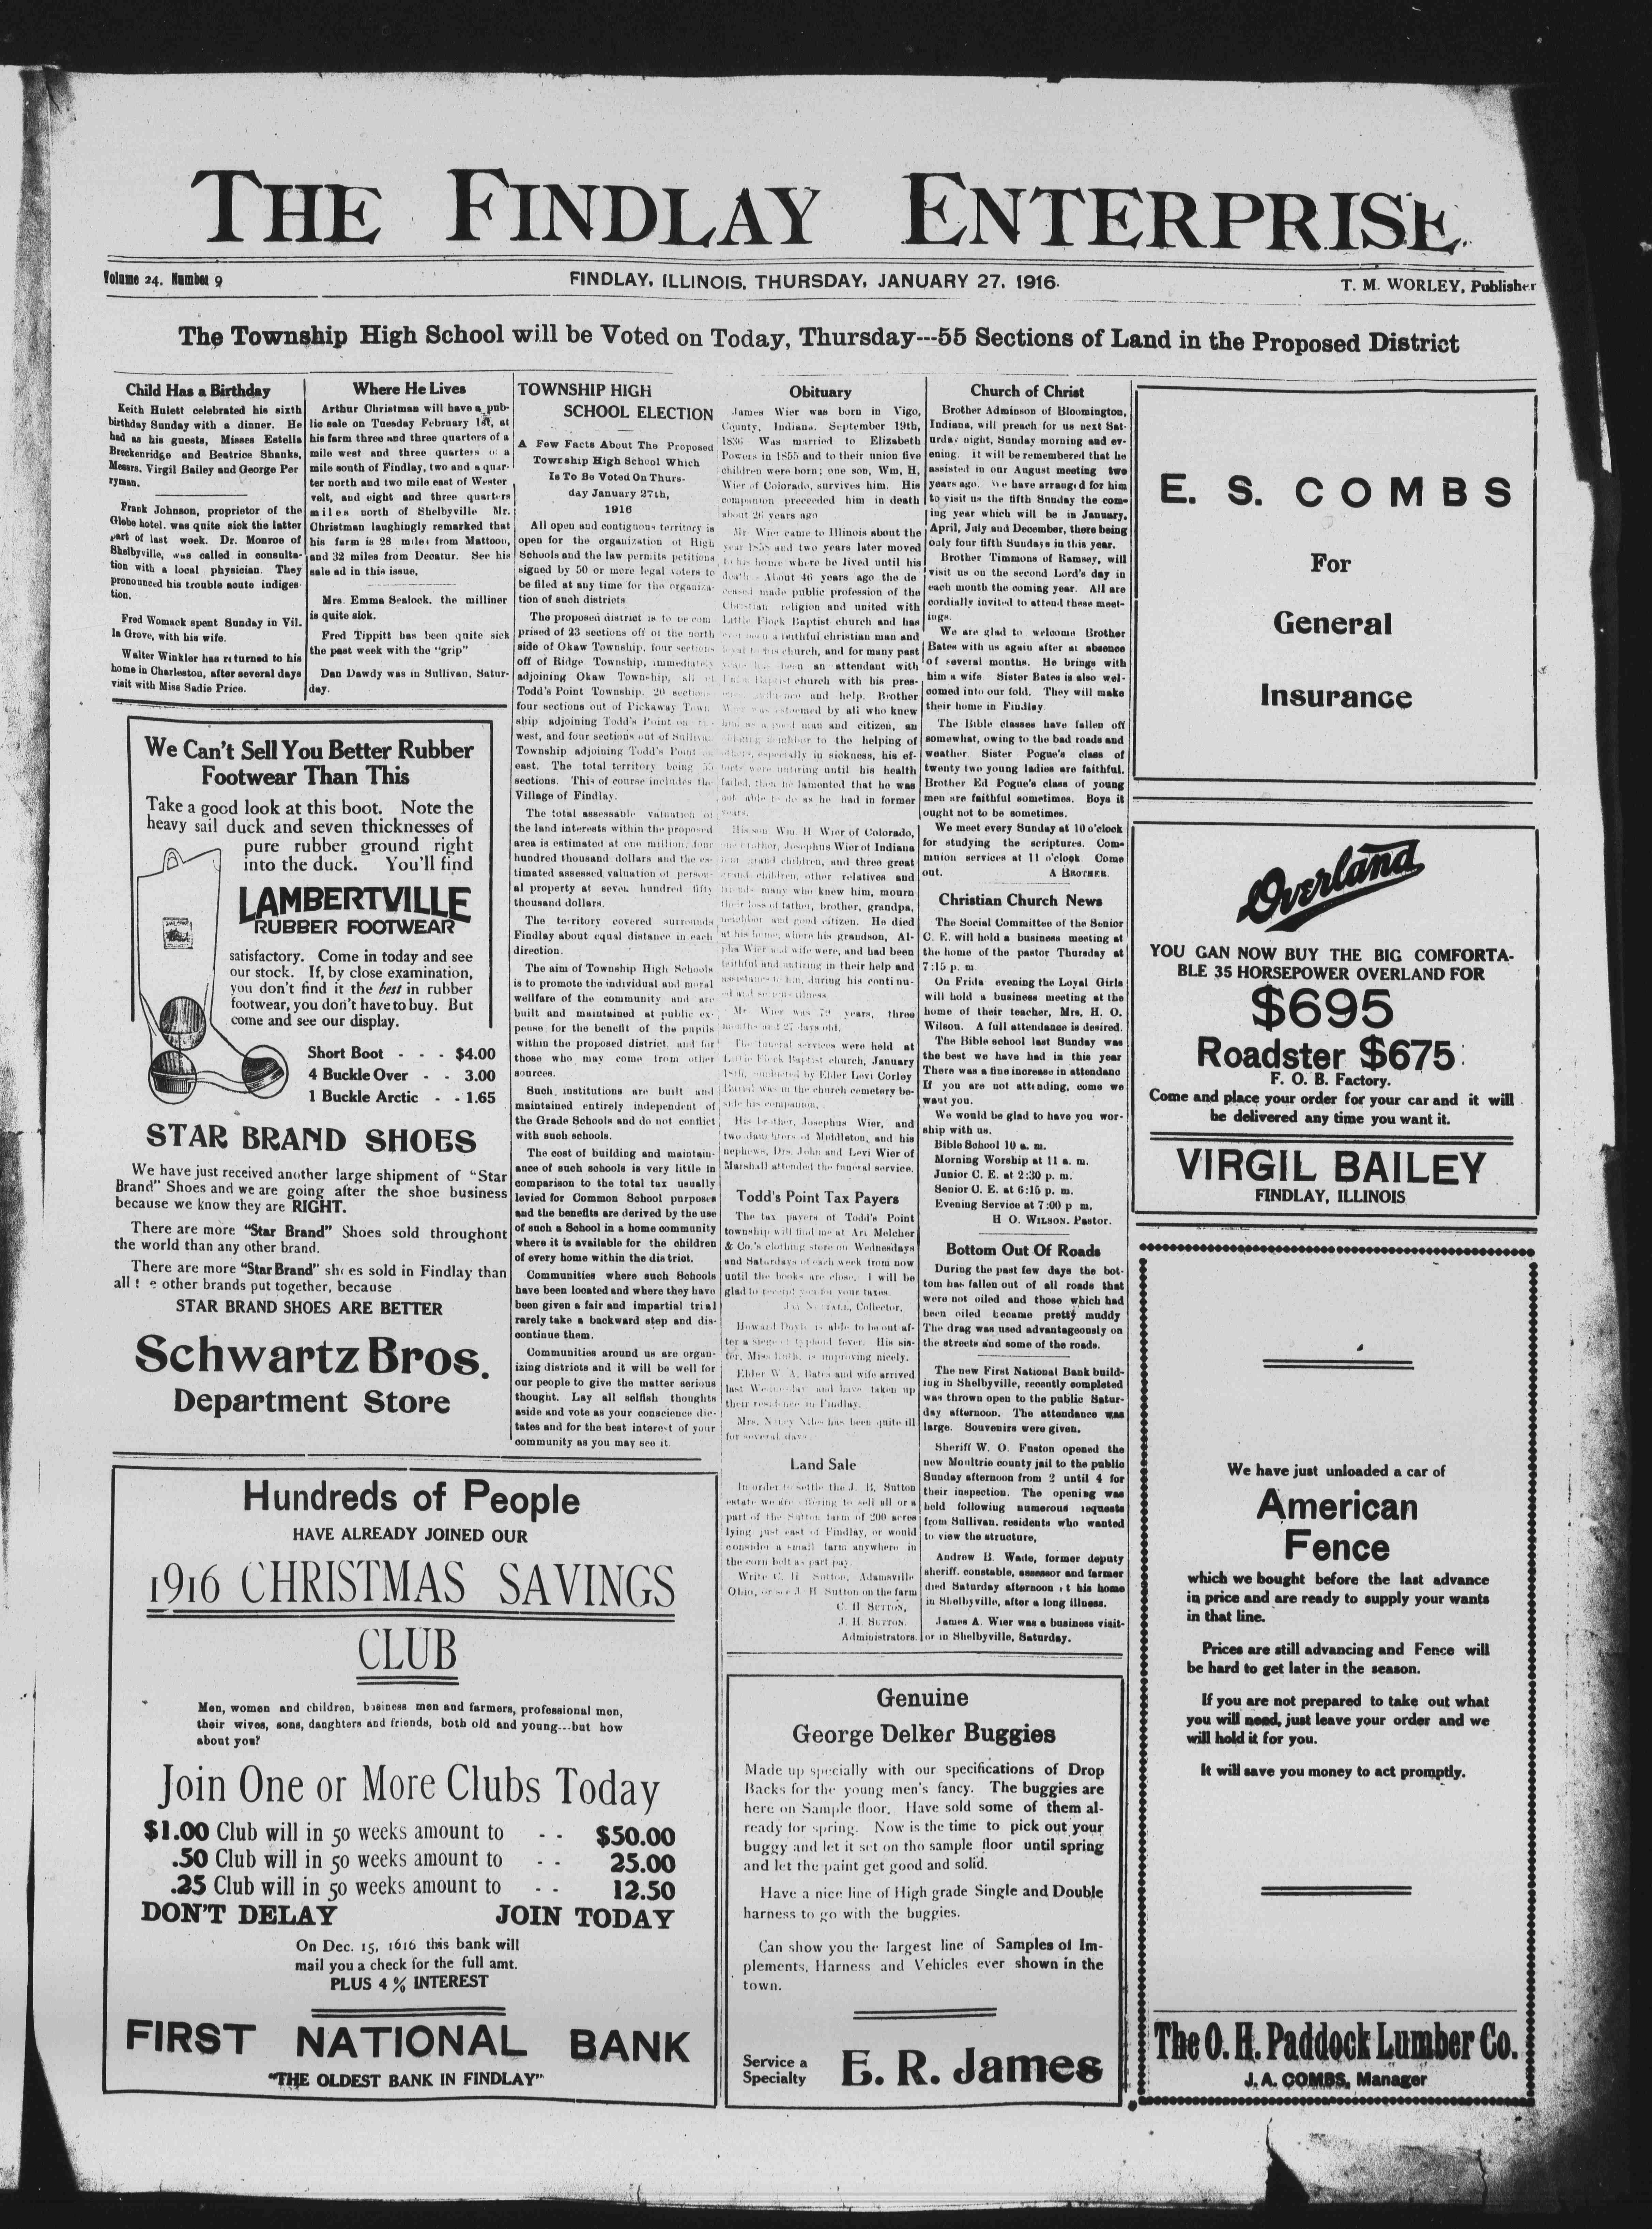 THE FINDLAY ENTERPRISE.
Volume 24. Number 9
FINDLAY, ILLINOIS, THURSDAY, JANUARY 27, 1916.
T. M. WORLEY, Publisher
The Township High School will be Voted on Today, Thursday---55 Sections of Land in the Proposed District
Child Has a Birthday
Keith Hulett celebrated his sixth
birthday Sunday with a dinner. He
had as his guests, Misses Estella
Breckenridge and Beatrice Shanks,
Messrs. Virgil Bailey and George Per
ryman.
Frank Johnson, proprietor of the
Globe hotel. was quite sick the latter
part of last week. Dr. Monroe of
Shelbyville, was called in consulta-
tion with a local physician. They
pronounced his trouble acute indiges-
tion.
Fred Womack spent Sunday in Vil.
la Grove, with his wife.
Walter Winkler has returned to his
home in Charleston, after several days
visit with Miss Sadie Price.
Where He Lives
Arthur Christman will have a pub-
lic sale on Tuesday February 1st, at
his farm three and three quarters of a
mile west and three quarters of a
mile south of Findlay, two and a quar-
ter north and two mile east of Wester
velt, and eight and three quarters
miles north of Shelbyville Mr.
Christman laughingly remarked that
his farm is 28 miles from Mattoon,
and 32 miles from Decatur. See his
sale ad in this issue.
Mrs. Emma Sealock, the milliner
is quite sick.
Fred Tippitt has been quite sick
the past week with the "grip"
Dan Dawdy was in Sullivan, Satur-
day.
We Can't Sell You Better Rubber
Footwear Than This
Take a good look at this boot. Note the
heavy sail duck and seven thicknesses of
pure rubber ground right
into the duck. You'll find
LAMBERTVILLE
RUBBER FOOTWEAR
satisfactory. Come in today and see
our stock. If, by close examination,
you don't find it the best in rubber
footwear, you don't have to buy. But
come and see our display.
Short Boot - - - $4.00
4 Buckle Over - - 3.00
1 Buckle Arctic - - 1.65
STAR BRAND SHOES
We have just received another large shipment of "Star
Brand" Shoes and we are going after the shoe business
because we know they are RIGHT.
There are more "Star Brand" Shoes sold throughont
the world than any other brand.
There are more "Star Brand" shoes sold in Findlay than
all other brands put together, because
STAR BRAND SHOES ARE BETTER
Schwartz Bros.
Department Store
TOWNSHIP HIGH
SCHOOL ELECTION
A Few Facts About The Proposed
Township High School Which
Is To Be Voted On Thurs-
day January 27th,
1916
All open and contiguous territory is
open for the organization of High
Schools and the law permits petitions
signed by 50 or more legal voters to
be filed at any time for the organiza-
tion of such districts
The proposed district is to be com
prised of 23 sections off of the north
side of Okaw Township, four sections
off of Ridge Township, immediately
adjoining Okaw Township, all of
Todd's Point Township. 20 sections
four sections out of Pickaway Town
ship adjoining Todd's Point on the
west, and four sections out of Sullivan
Township adjoining Todd's Point on
east. The total territory being 55
sections. This of course includes the
Village of Findlay.
The total assessable valuation of
the land interests within the proposed
area is estimated at one million, four
hundred thousand dollars and the es-
timated assessed valuation of person-
al property at seven hundred fifty
thousand dollars.
The territory covered surrounds
Findlay about equal distance in each
direction.
The aim of Township High Schools
is to promote the individual and moral
wellfare of the community and are
built and maintained at public ex-
pense for the benefit of the pupils
within the proposed district. and for
those who may come from other
sources.
Such, institutions are built and
maintained entirely independent of
the Grade Schools and do not conflict
with such schools.
The cost of building and maintain-
ance of such schools is very little in
comparison to the total tax usually
levied for Common School purposes
and the benefits are derived by the use
of such a School in a home community
where it is available for the children
of every home within the district.
Communities where such Schools
have been located and where they have
been given a fair and impartial trial
rarely take a backward step and dis-
continue them.
Communities around us are organ-
izing districts and it will be well for
our people to give the matter serious
thought. Lay all selfish thoughts
aside and vote as your conscience dic-
tates and for the best interest of your
community as you may see it.
Obituary
James Wier was born in Vigo,
County, Indiana. September 19th,
1836 Was married to Elizabeth
Powers in 1855 and to their union five
children were born; one son, Wm, H,
Wier of Colorado, survives him. His
companion preceeded him in death
about 26 years ago
Mr Wier came to Illinois about the
year 1858 and two years later moved
to his home where he lived until his
death - About 46 years ago the de
ceased made public profession of the
Christian religion and united with
Little Flock Baptist church and has
ever been a faithful christian man and
loyal to his church, and for many past
years has been an attendant with
Baptist church with his pres-
and help. Brother
Wier was esteemed by all who knew
him as a good man and citizen, an
neighbor to the helping of
others, especially in sickness, his ef-
forts were untiring until his health
failed, then he lamented that he was
not able to do as he had in former
years.
His son Wm H Wier of Colorado,
one brother, Josephus Wier of Indiana
four grand children, and three great
grand children, other relatives and
friends many who knew him, mourn
their loss of father, brother, grandpa,
neighbor and good citizen. He died
at his home, where his grandson, Al-
pha Wier and wife were, and had been
faithful and untiring in their help and
assistance to him, during his continu-
ed and serious illness
Mr. Wier was 79 years, three
months and 27 days old.
The funeral services were held at
Little Flock Baptist church, January
18th, conducted by Elder Levi Corley
Burial was in the church cemetery be-
side his companion.
His brother, Josephus Wier, and
two daughters of Middleton, and his
nephews, Drs. John and Levi Wier of
Marshall attended the funeral service.
Todd's Point Tax Payers
The tax payers of Todd's Point
township will find me at Art Melcher
& Co.'s clothing store on Wednesdays
and Saturdays of each week from now
until the books are close. I will be
glad to receipt you for your taxes.
Collector.
Howard Doyle is able to be out af-
ter a siege of typhoid fever. His sis-
ter, Miss Ruth, is improving nicely.
Elder W A. Bates and wife arrived
last Wednesday and have taken up
their residence in Findlay.
Mrs. Niles has been quite ill
for several days.
Land Sale
In order to settle the J. B. Sutton
estate we are offering to sell all or a
part of the Sutton farm of 200 acres
lying just east of Findlay, or would
consider a small farm anywhere in
the corn belt as part pay.
Write C. H Sutton, Adamsville
Ohio, or see J. H Sutton on the farm
C. H. SUTTON,
J. H. SUTTON.
Administrators.
Church of Christ
Brother Adminson of Bloomington,
Indiana, will preach for us next Sat-
urday night, Sunday morning and ev-
ening. it will be remembered that he
assisted in our August meeting two
years ago. We have arranged for him
to visit us the fifth Sunday the com-
ing year which will be in January,
April, July and December, there being
only four fifth Sundays in this year.
Brother Timmons of Ramsey, will
visit us on the second Lord's day in
each month the coming year. All are
cordially invited to attend these meet-
ings.
We are glad to welcome Brother
Bates with us again after at absence
of several months. He brings with
him a wife Sister Bates is also wel-
comed into our fold. They will make
their home in Findlay
The Bible classes have fallen off
somewhat, owing to the bad roads and
weather. Sister Pogue's class of
twenty two young ladies are faithful.
Brother Ed Pogue's class of young
men are faithful sometimes. Boys it
ought not to be sometimes.
We meet every Sunday at 10 o'clock
for studying the scriptures. Com-
munion services at 11 o'clock Come
out. A BROTHER.
Christian Church News
The Social Committee of the Senior
C. E. will hold a business meeting at
the home of the pastor Thursday at
7:15 p. m.
On Frida evening the Loyal Girls
will hold a business meeting at the
home of their teacher, Mrs. H. O.
Wilson. A full attendance is desired.
The Bible school last Sunday was
the best we have had in this year
There was a fine increase in attendanc
If you are not attending, come we
want you.
We would be glad to have you wor-
ship with us.
Bible School 10 a. m.
Morning Worship at 11 a. m.
Junior C. E. at 2:30 p. m.
Senior C. E. at 6:15 p. m.
Evening Service at 7:00 p m.
H O. WILSON. Pastor.
Bottom Out Of Roads
During the past few days the bot-
tom has fallen out of all roads that
were not oiled and those which had
been oiled became pretty muddy
The drag was used advantageously on
the streets and some of the roads.
The new First National Bank build-
ing in Shelbyville, recently completed
was thrown open to the public Satur-
day afternoon. The attendance was
large. Souvenirs were given.
Sheriff W. O. Funston opened the
new Moultrie county jail to the public
Sunday afternoon from 2 until 4 for
their inspection. The opening was
held following numerous requests
from Sullivan. residents who wanted
to view the structure,
Andrew B. Wade, former deputy
sheriff. constable, assessor and farmer
died Saturday afternoon at his home
in Shelbyville, after a long illness.
James A. Wier was a business visit-
or in Shelbyville, Saturday.
E. S. COMBS
For
General
Insurance
Overland
YOU GAN NOW BUY THE BIG COMFORTA-
BLE 35 HORSEPOWER OVERLAND FOR
$695
Roadster $675
F. O. B. Factory.
Come and place your order for your car and it will
be delivered any time you want it.
VIRGIL BAILEY
FINDLAY, ILLINOIS
Hundreds of People
HAVE ALREADY JOINED OUR
1916 CHRISTMAS SAVINGS
CLUB
Men, women and children, business men and farmers, professional men,
their wives, sons, daughters and friends, both old and young---but how
about you?
Join One or More Clubs Today
$1.00 Club will in 50 weeks amount to - - $50.00
.50 Club will in 50 weeks amount to - - 25.00
.25 Club will in 50 weeks amount to - - 12.50
DON'T DELAY JOIN TODAY
On Dec. 15, 1616 this bank will
mail you a check for the full amt.
PLUS 4 % INTEREST
FIRST NATIONAL BANK
"THE OLDEST BANK IN FINDLAY"
Genuine
George Delker Buggies
Made up specially with our specifications of Drop
Backs for the young men's fancy. The buggies are
here on Sample floor. Have sold some of them al-
ready for spring. Now is the time to pick out your
buggy and let it set on tho sample floor until spring
and let the paint get good and solid.
Have a nice line of High grade Single and Double
harness to go with the buggies.
Can show you the largest line of Samples of Im-
plements, Harness and Vehicles ever shown in the
town.
Service a
Specialty
E. R. James
We have just unloaded a car of
American
Fence
which we bought before the last advance
in price and are ready to supply your wants
in that line.
Prices are still advancing and Fence will
be hard to get later in the season.
If you are not prepared to take out what
you will need, just leave your order and we
will hold it for you.
It will save you money to act promptly.
The O. H. Paddock Lumber Co.
J. A. COMBS, Manager